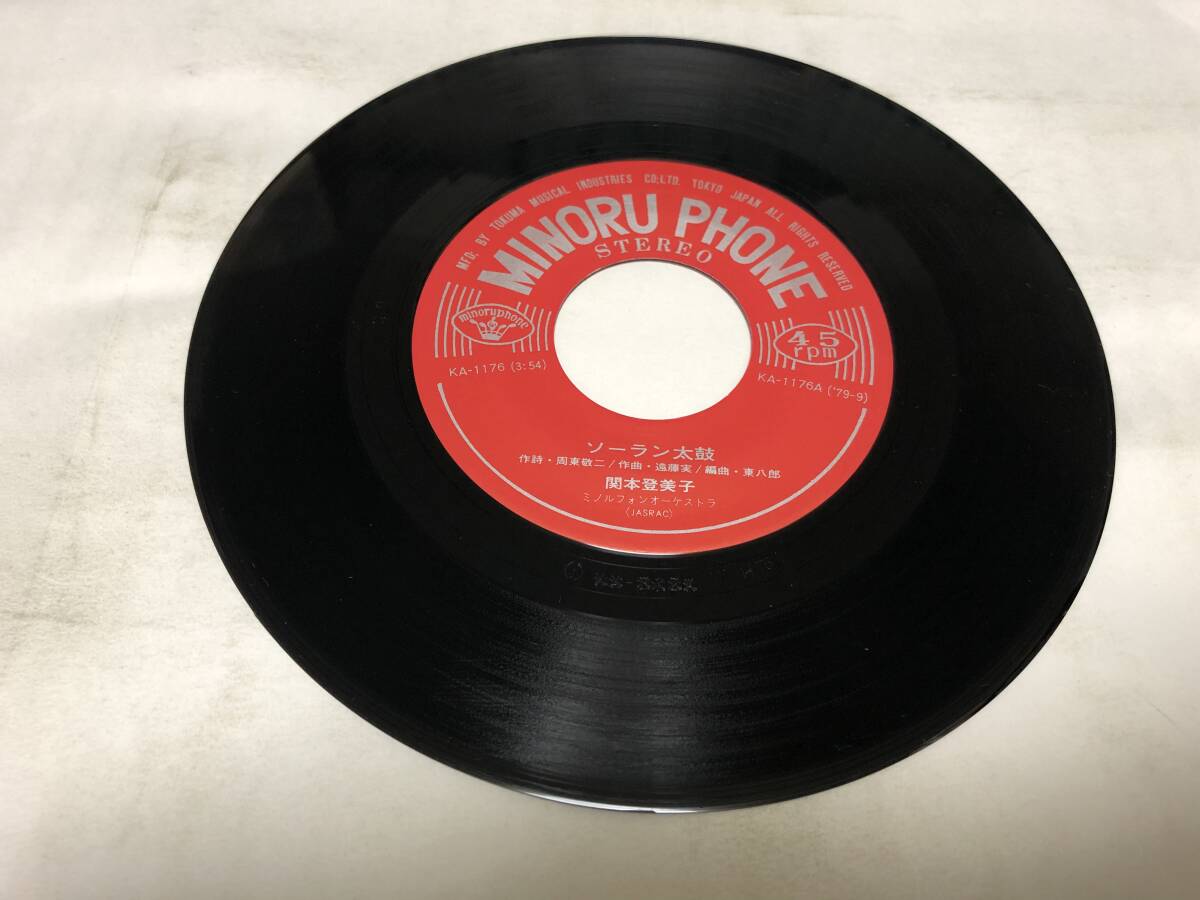 MFD. BY TOKUMA MUSICAL INDUSTRIES CO;LTD. TOKYO JAPAN ALL RIGHTS RESERVED
MINORU PHONE
STEREO
minoruphone
45
rpm
KA-1176 (3:54)
KA-1176A ('79-9)
ソーラン太鼓
作詩・周東敬二/作曲・遠藤実/編曲・東八郎
関本登美子
ミノルフォンオーケストラ
(JASRAC)